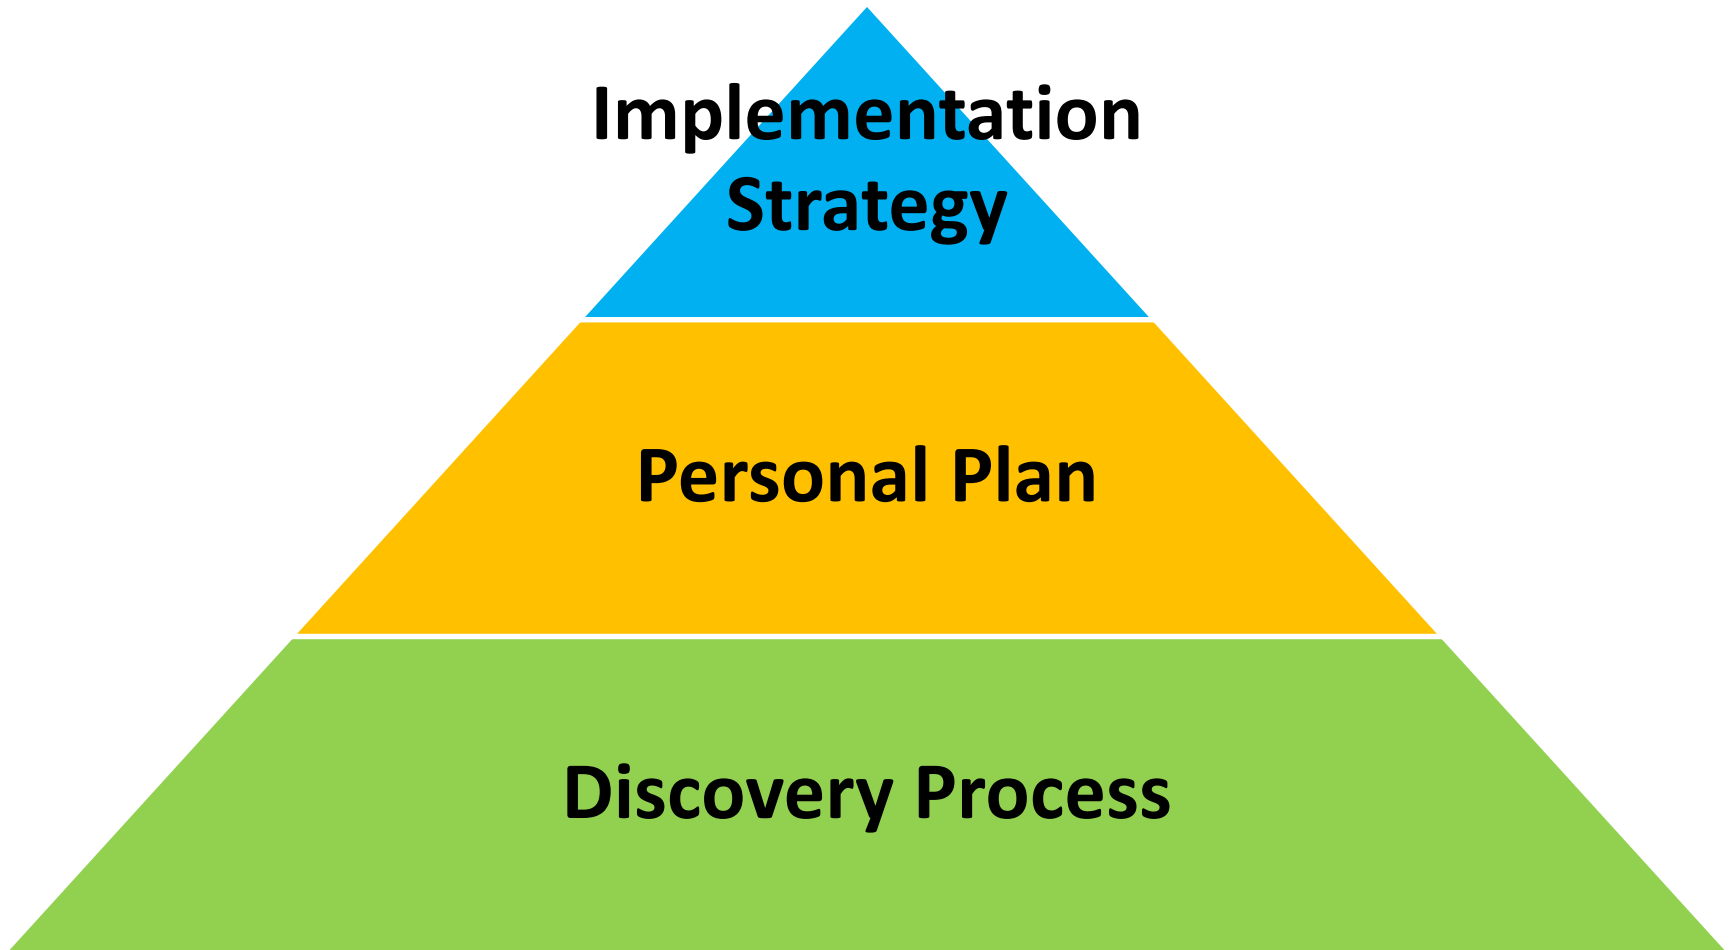 Implementation
Strategy
Personal Plan
Discovery Process